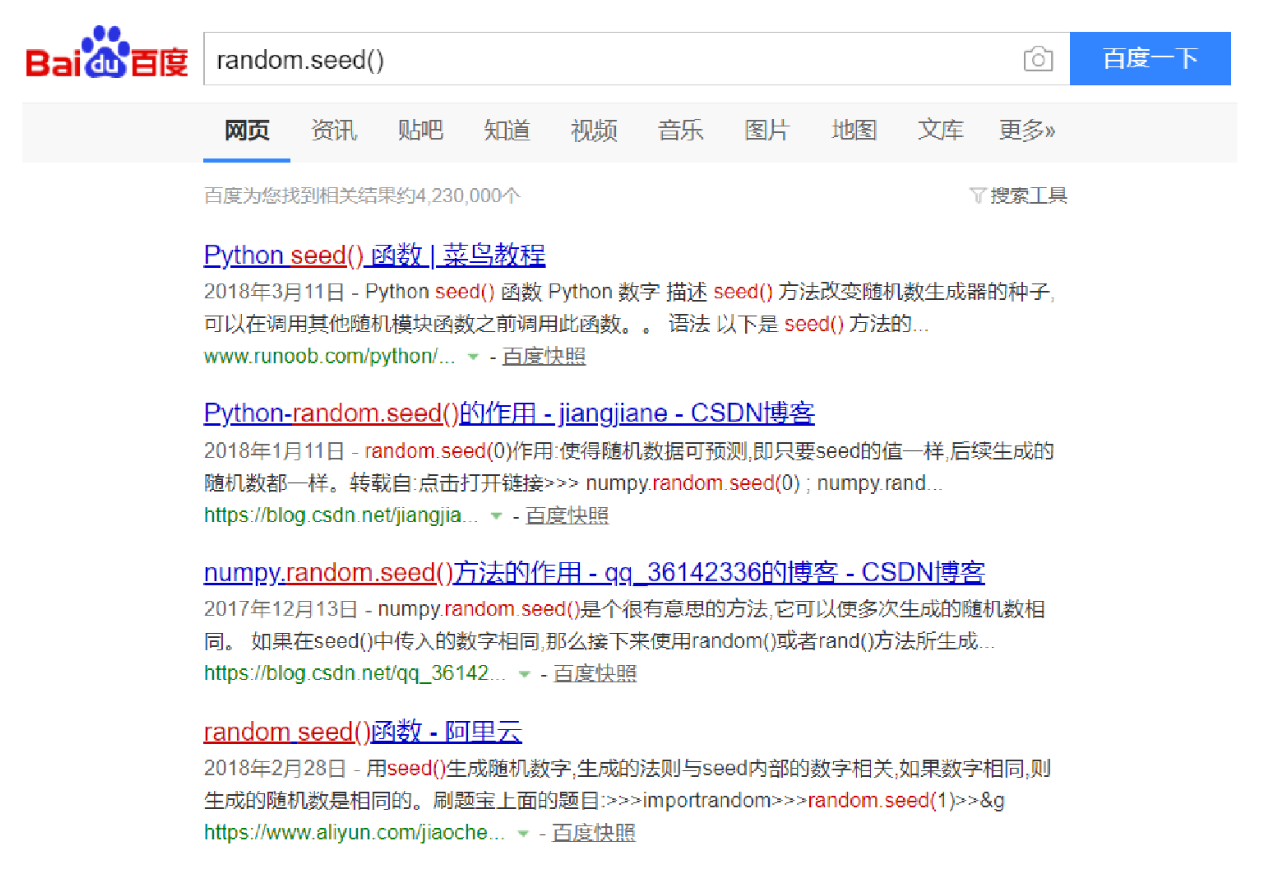 Bai du 百度 random.seed() 百度一下
网页 资讯 贴吧 知道 视频 音乐 图片 地图 文库 更多»
百度为您找到相关结果约4,230,000个 搜索工具
Python seed() 函数 | 菜鸟教程
2018年3月11日 - Python seed() 函数 Python 数字 描述 seed() 方法改变随机数生成器的种子,
可以在调用其他随机模块函数之前调用此函数。。 语法 以下是 seed() 方法的...
www.runoob.com/python/... - 百度快照
Python-random.seed()的作用 - jiangjiane - CSDN博客
2018年1月11日 - random.seed(0)作用:使得随机数据可预测,即只要seed的值一样,后续生成的
随机数都一样。转载自:点击打开链接>>> numpy.random.seed(0) ; numpy.rand...
https://blog.csdn.net/jiangjia... - 百度快照
numpy.random.seed()方法的作用 - qq_36142336的博客 - CSDN博客
2017年12月13日 - numpy.random.seed()是个很有意思的方法,它可以使多次生成的随机数相
同。 如果在seed()中传入的数字相同,那么接下来使用random()或者rand()方法所生成...
https://blog.csdn.net/qq_36142... - 百度快照
random seed()函数 - 阿里云
2018年2月28日 - 用seed()生成随机数字,生成的法则与seed内部的数字相关,如果数字相同,则
生成的随机数是相同的。刷题宝上面的题目:>>>importrandom>>>random.seed(1)>>&g
https://www.aliyun.com/jiaoche... - 百度快照